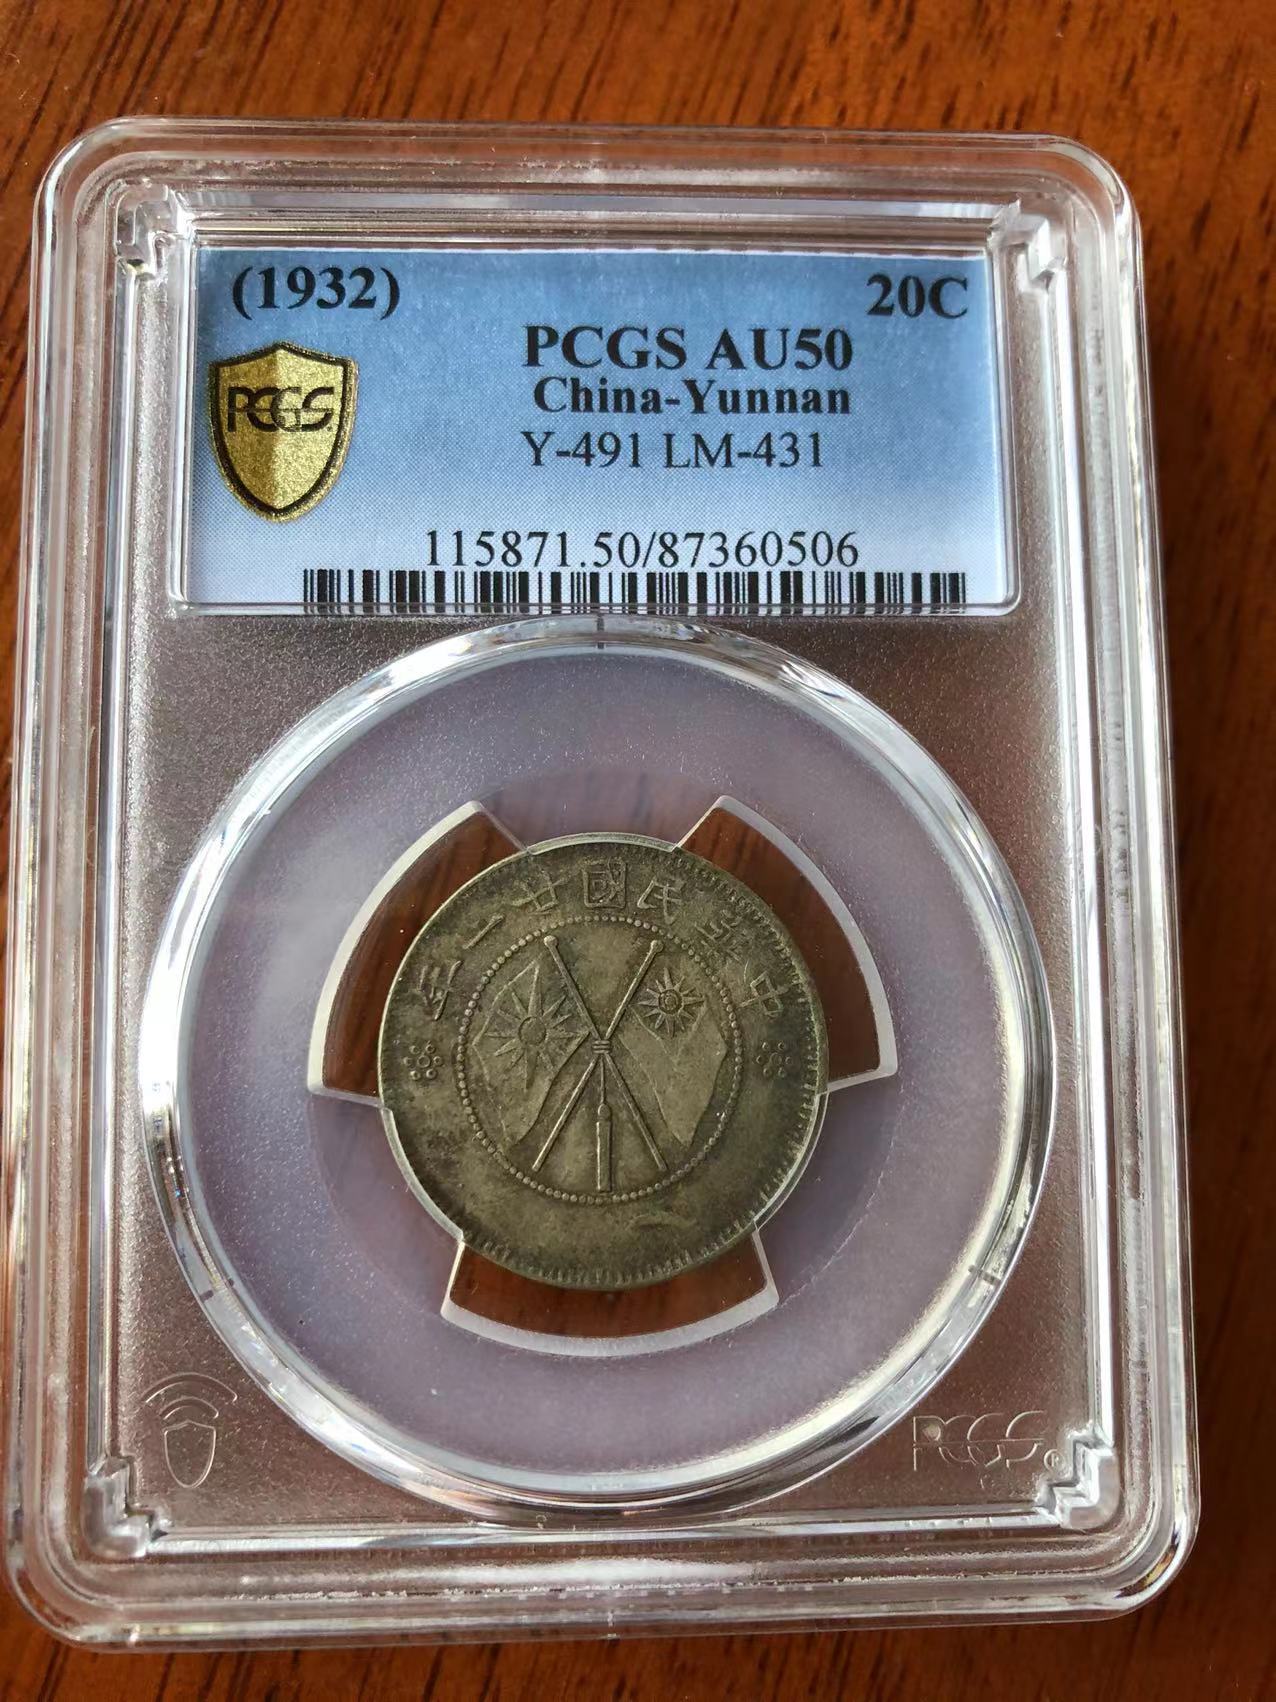 (1932) 20C
PCGS AU50
PCGS
China-Yunnan
Y-491 LM-431
115871.50/87360506
中華民國廿一年
PCGS